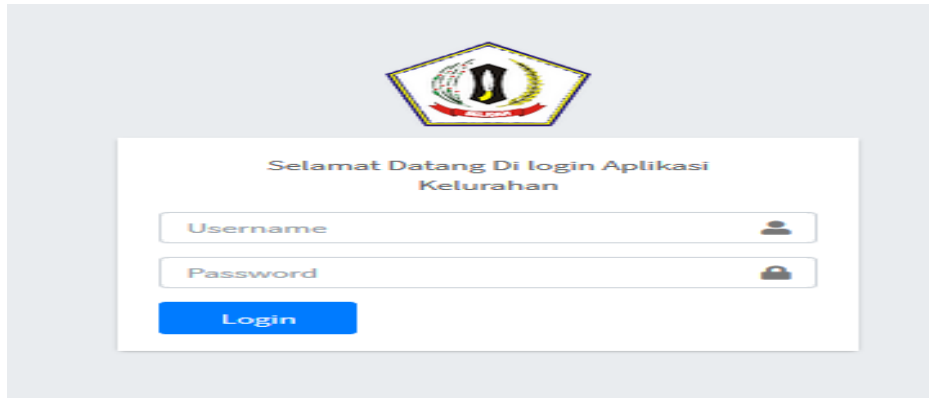 Selamat Datang Di login Aplikasi
Kelurahan
Username
Password
Login